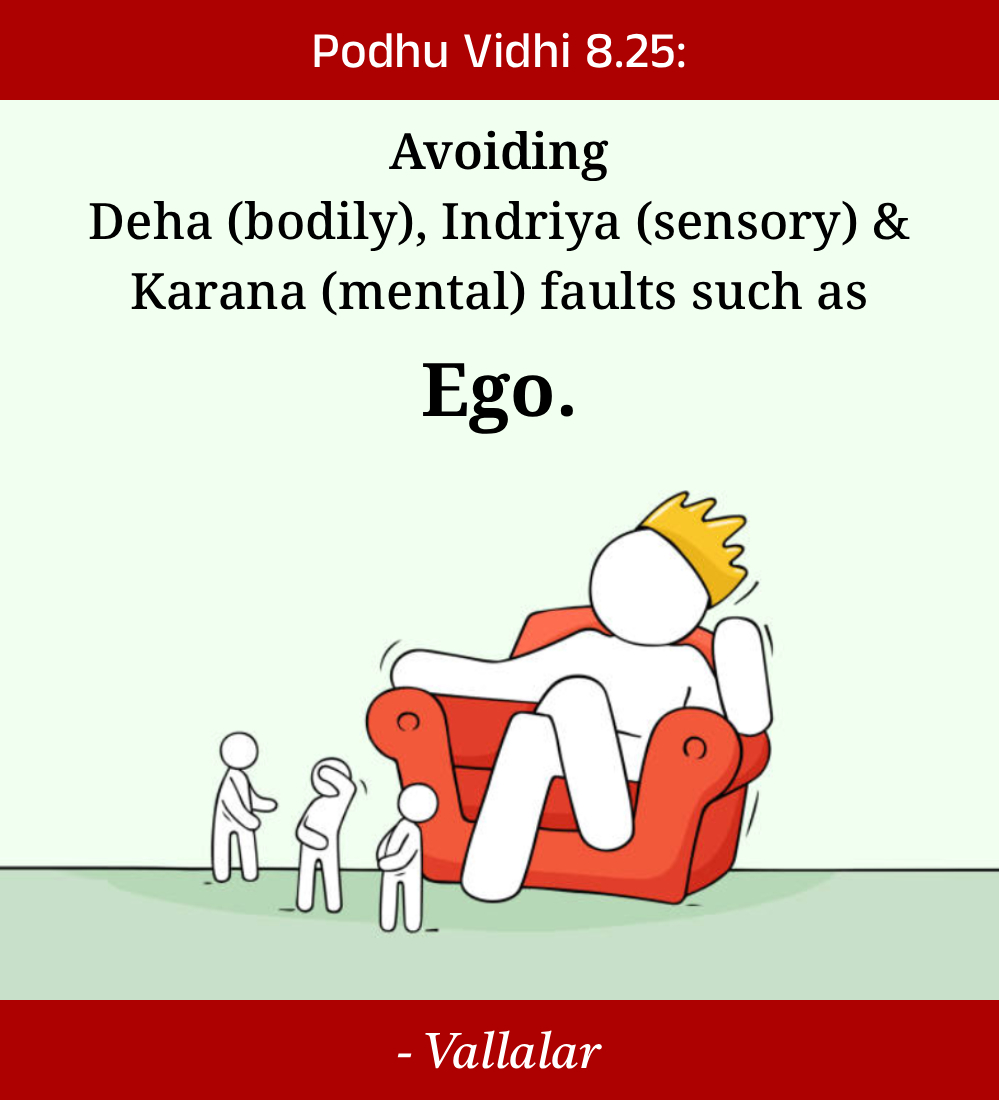 Podhu Vidhi 8.25:
Avoiding
Deha (bodily), Indriya (sensory) &
Karana (mental) faults such as
Ego.
- Vallalar